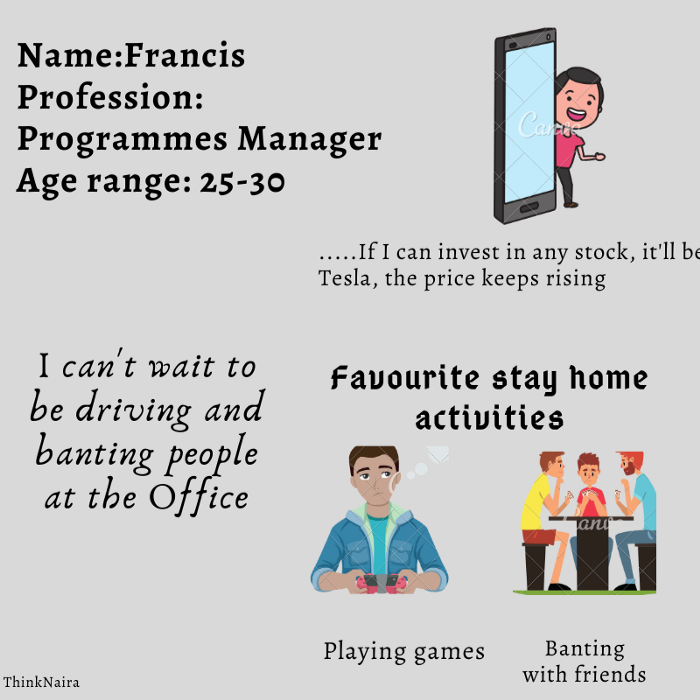 Name:Francis
Profession:
Programmes Manager
Age range: 25-30
Canva
.....If I can invest in any stock, it'll be
Tesla, the price keeps rising
I can't wait to
be driving and
banting people
at the Office
Favourite stay home
activities
Canva
Playing games
Banting
with friends
ThinkNaira